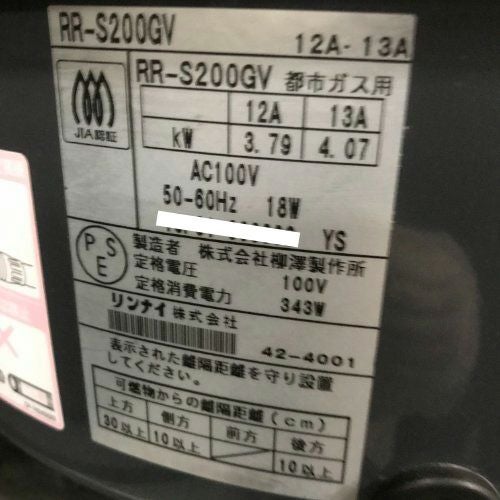 RR-S200GV 12A-13A
JIA認証
RR-S200GV 都市ガス用
12A 13A
kW 3.79 4.07
AC100V
50-60Hz 18W
YS
PSE
製造者 株式会社柳澤製作所
定格電圧 100V
定格消費電力 343W
リンナイ株式会社
42-4001
表示された離隔距離を守り設置
してください。
可燃物からの離隔距離(cm)
上方 側方 前方 後方
30以上 10以上 10以上